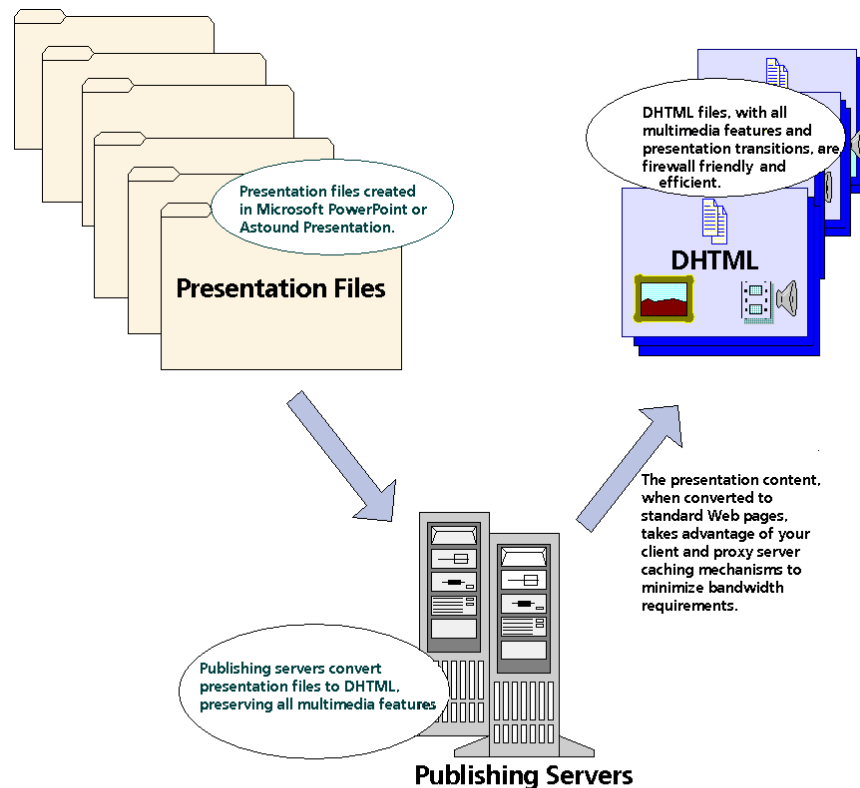 Presentation files created
in Microsoft PowerPoint or
Astound Presentation.
Presentation Files
DHTML files, with all
multimedia features and
presentation transitions, are
firewall friendly and
efficient.
DHTML
The presentation content,
when converted to
standard Web pages,
takes advantage of your
client and proxy server
caching mechanisms to
minimize bandwidth
requirements.
Publishing servers convert
presentation files to DHTML,
preserving all multimedia features
Publishing Servers